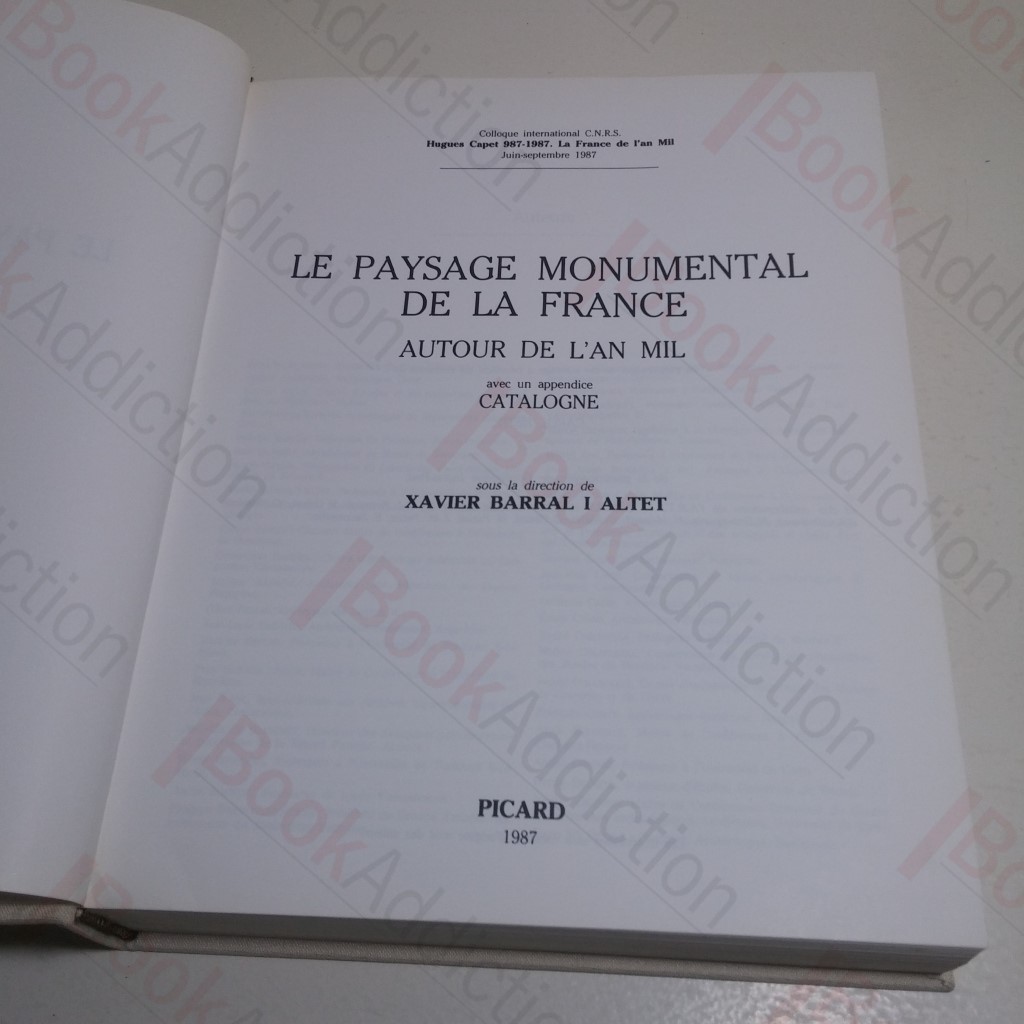 Colloque international C.N.R.S.
Hugues Capet 987-1987. La France de l'an Mil
Juin-septembre 1987
LE PAYSAGE MONUMENTAL
DE LA FRANCE
AUTOUR DE L'AN MIL
avec un appendice
CATALOGNE
sous la direction de
XAVIER BARRAL I ALTET
PICARD
1987
BookAddiction